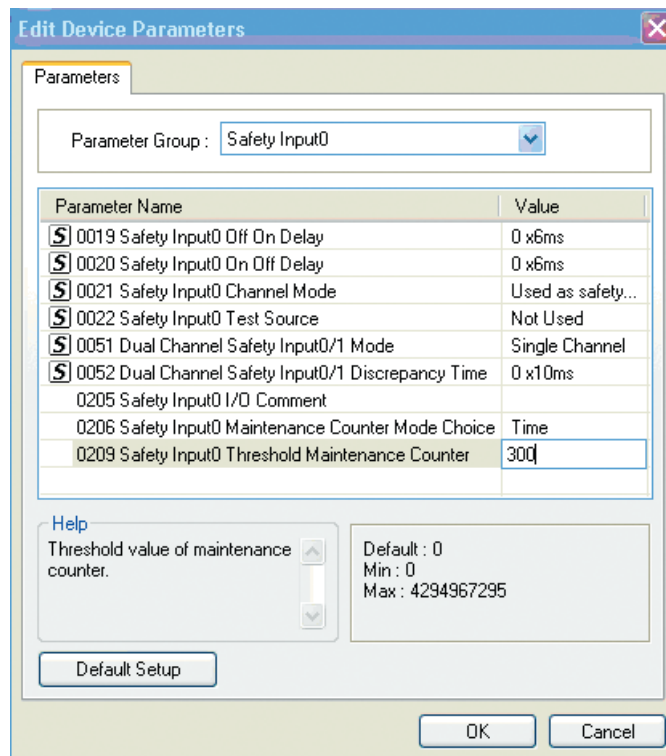 Edit Device Parameters
Parameters
Parameter Group : Safety Input0
Parameter Name Value
S 0019 Safety Input0 Off On Delay 0 x6ms
S 0020 Safety Input0 On Off Delay 0 x6ms
S 0021 Safety Input0 Channel Mode Used as safety...
S 0022 Safety Input0 Test Source Not Used
S 0051 Dual Channel Safety Input0/1 Mode Single Channel
S 0052 Dual Channel Safety Input0/1 Discrepancy Time 0 x10ms
0205 Safety Input0 I/O Comment
0206 Safety Input0 Maintenance Counter Mode Choice Time
0209 Safety Input0 Threshold Maintenance Counter 300
Help
Threshold value of maintenance
counter.
Default : 0
Min : 0
Max : 4294967295
Default Setup
OK Cancel